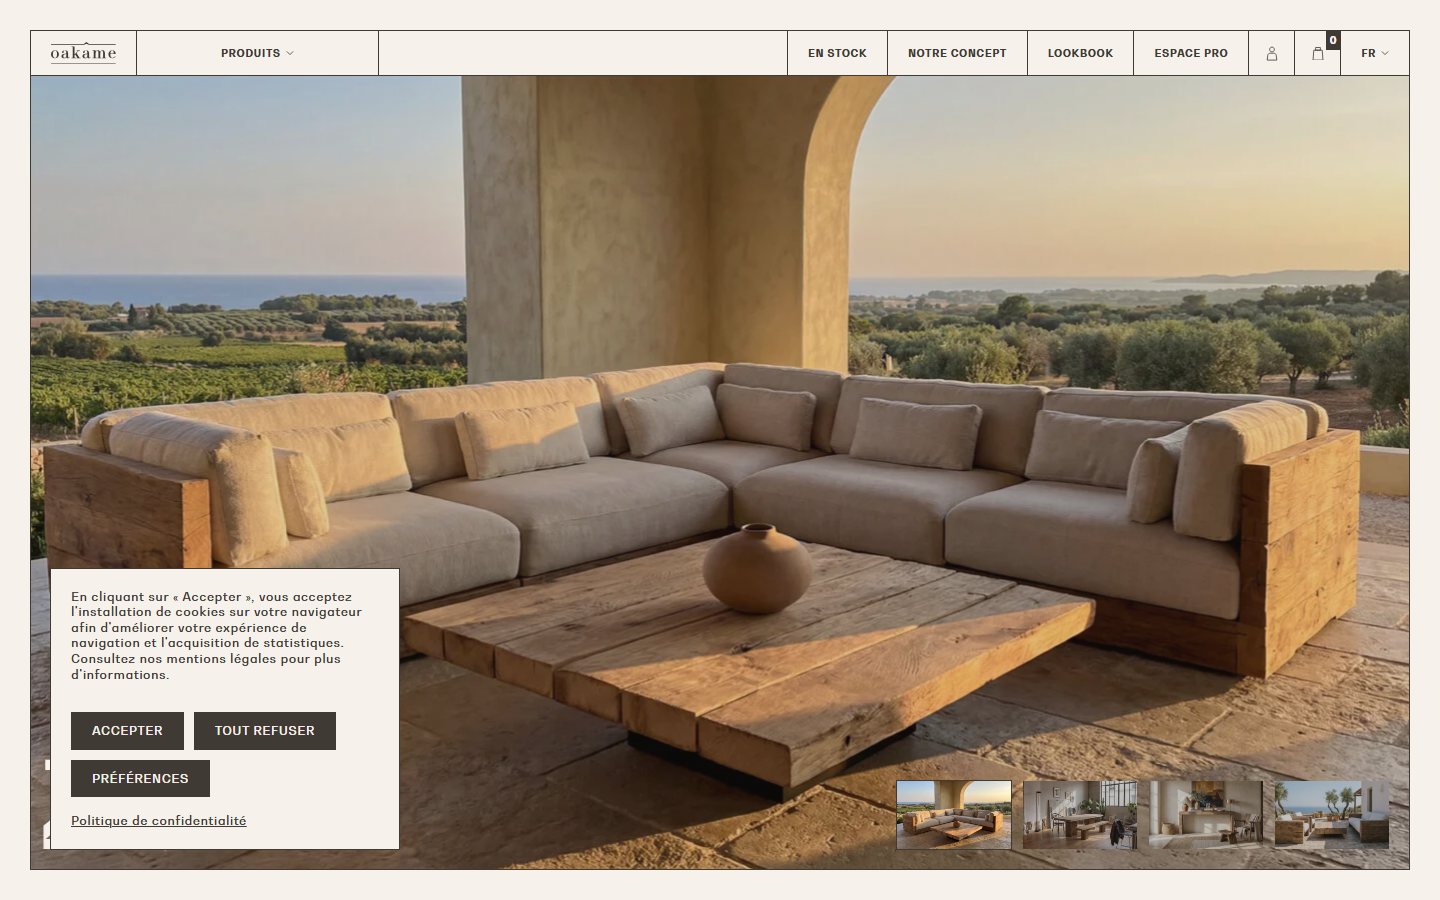 oakâme
PRODUITS
EN STOCK
NOTRE CONCEPT
LOOKBOOK
ESPACE PRO
0
FR
En cliquant sur « Accepter », vous acceptez
l'installation de cookies sur votre navigateur
afin d'améliorer votre expérience de
navigation et l'acquisition de statistiques.
Consultez nos mentions légales pour plus
d'informations.
ACCEPTER
TOUT REFUSER
PRÉFÉRENCES
Politique de confidentialité